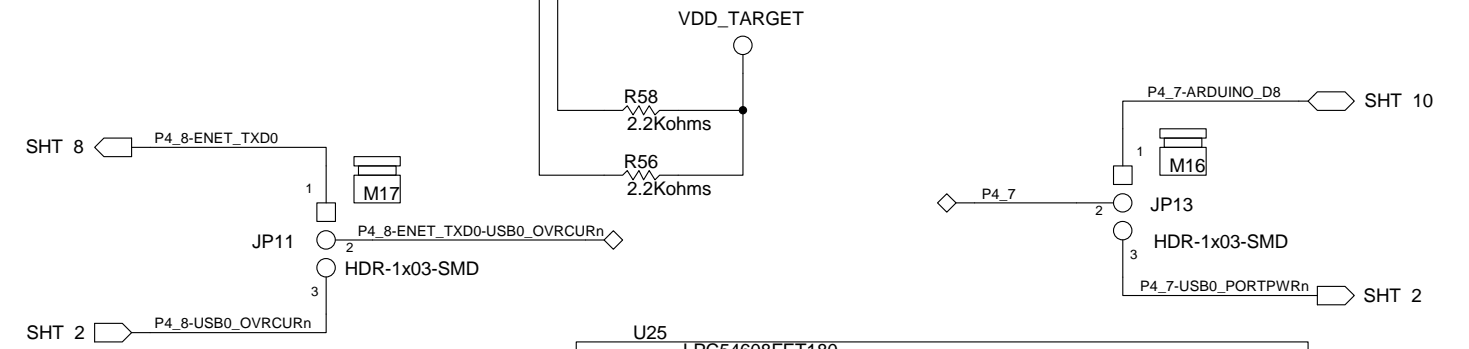 VDD_TARGET
R58
2.2Kohms
R56
2.2Kohms
P4_7-ARDUINO_D8
SHT 10
SHT 8
P4_8-ENET_TXD0
1
M17
1
M16
P4_7
2
JP13
JP11
2
P4_8-ENET_TXD0-USB0_OVRCURn
HDR-1x03-SMD
3
HDR-1x03-SMD
3
P4_7-USB0_PORTPWRn
SHT 2
SHT 2
P4_8-USB0_OVRCURn
U25
LPC54608FET180